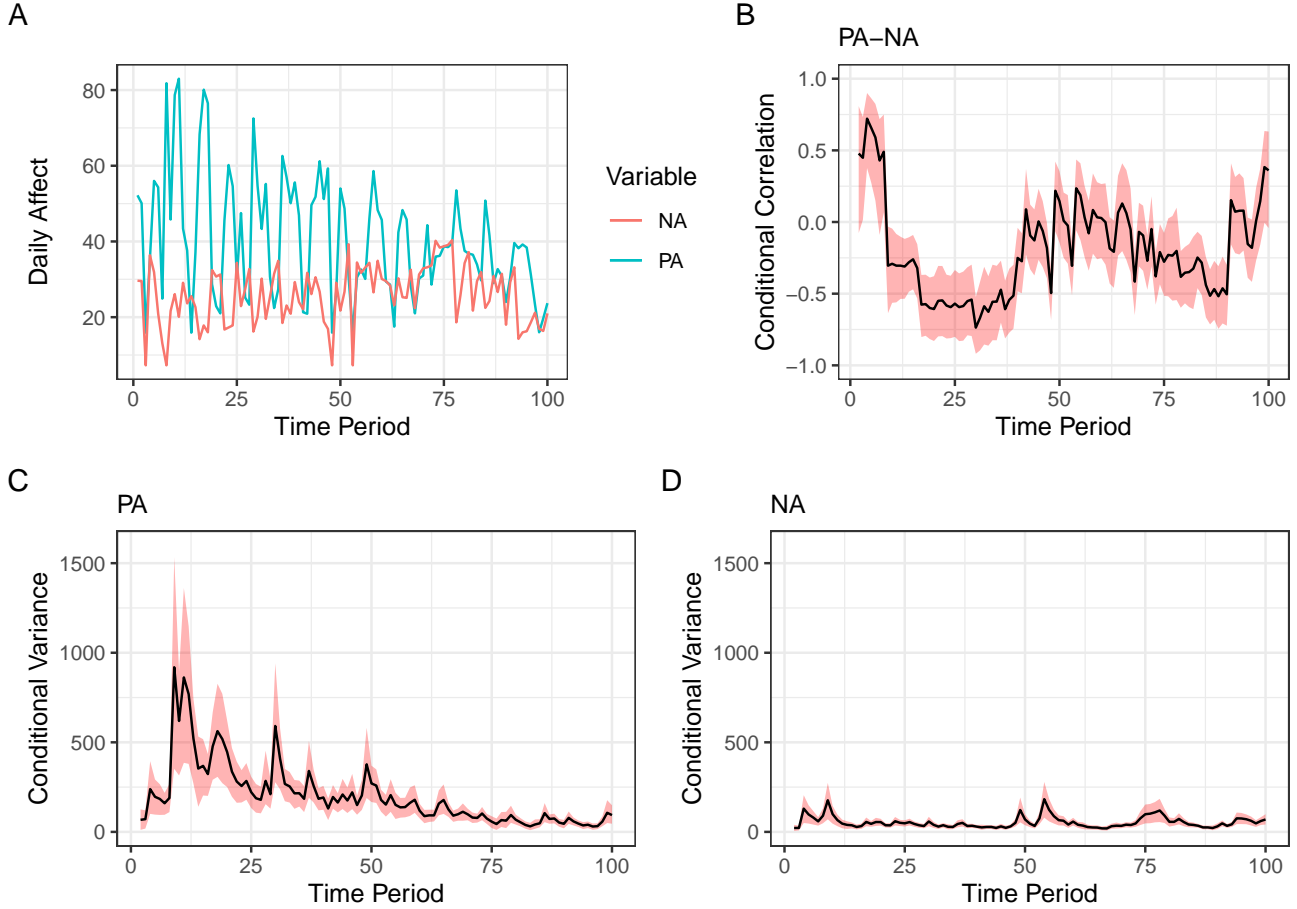 A
80
60
40
20
0
25
50
75
100
Daily Affect
Time Period
Variable
NA
PA
B
PA−NA
1.0
0.5
0.0
−0.5
−1.0
0
25
50
75
100
Conditional Correlation
Time Period
C
PA
1500
1000
500
0
0
25
50
75
100
Conditional Variance
Time Period
D
NA
1500
1000
500
0
0
25
50
75
100
Conditional Variance
Time Period